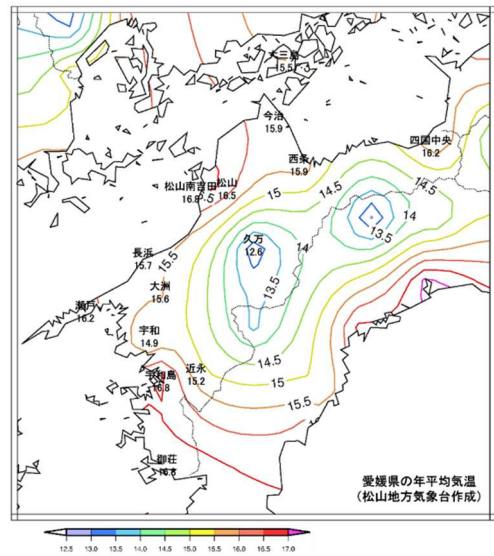 大三島
15.5
今治
15.9
四国中央
16.2
西条
15.9
14.5
14.5
15
松山南吉田
16.8
松山
16.5
14
久万
12.6
14
13.5
長浜
15.7
15.5
13.5
大洲
15.6
瀬戸
16.2
宇和
14.9
14.5
近永
15.2
15
宇和島
16.8
15.5
御荘
16.8
愛媛県の年平均気温
(松山地方気象台作成)
12.5 13.0 13.5 14.0 14.5 15.0 15.5 16.0 16.5 17.0